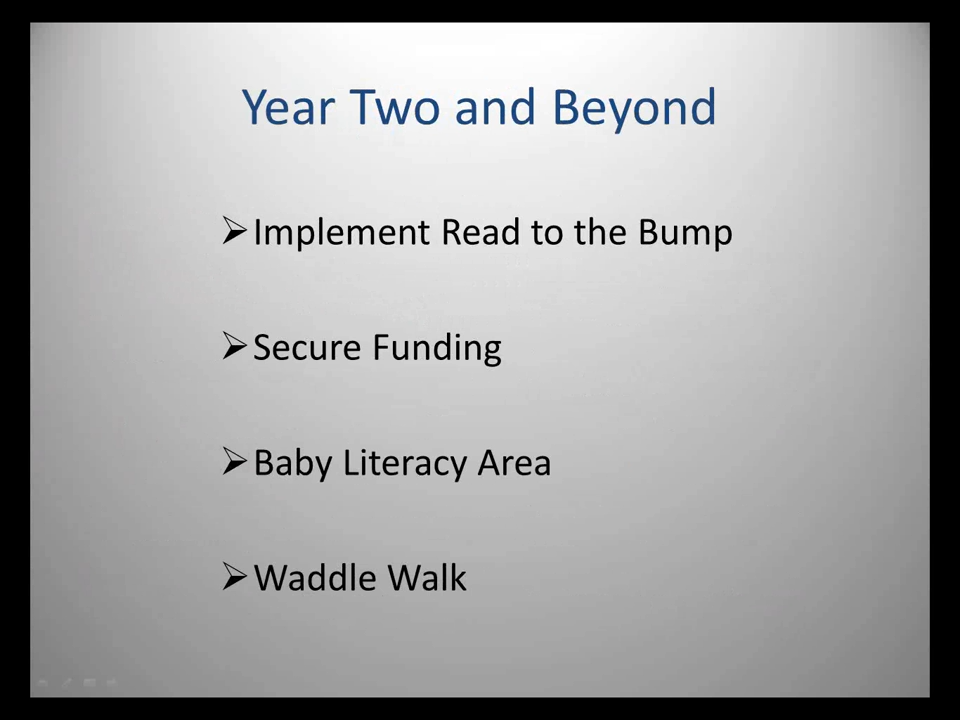 Year Two and Beyond
➢Implement Read to the Bump
➢Secure Funding
➢Baby Literacy Area
➢Waddle Walk